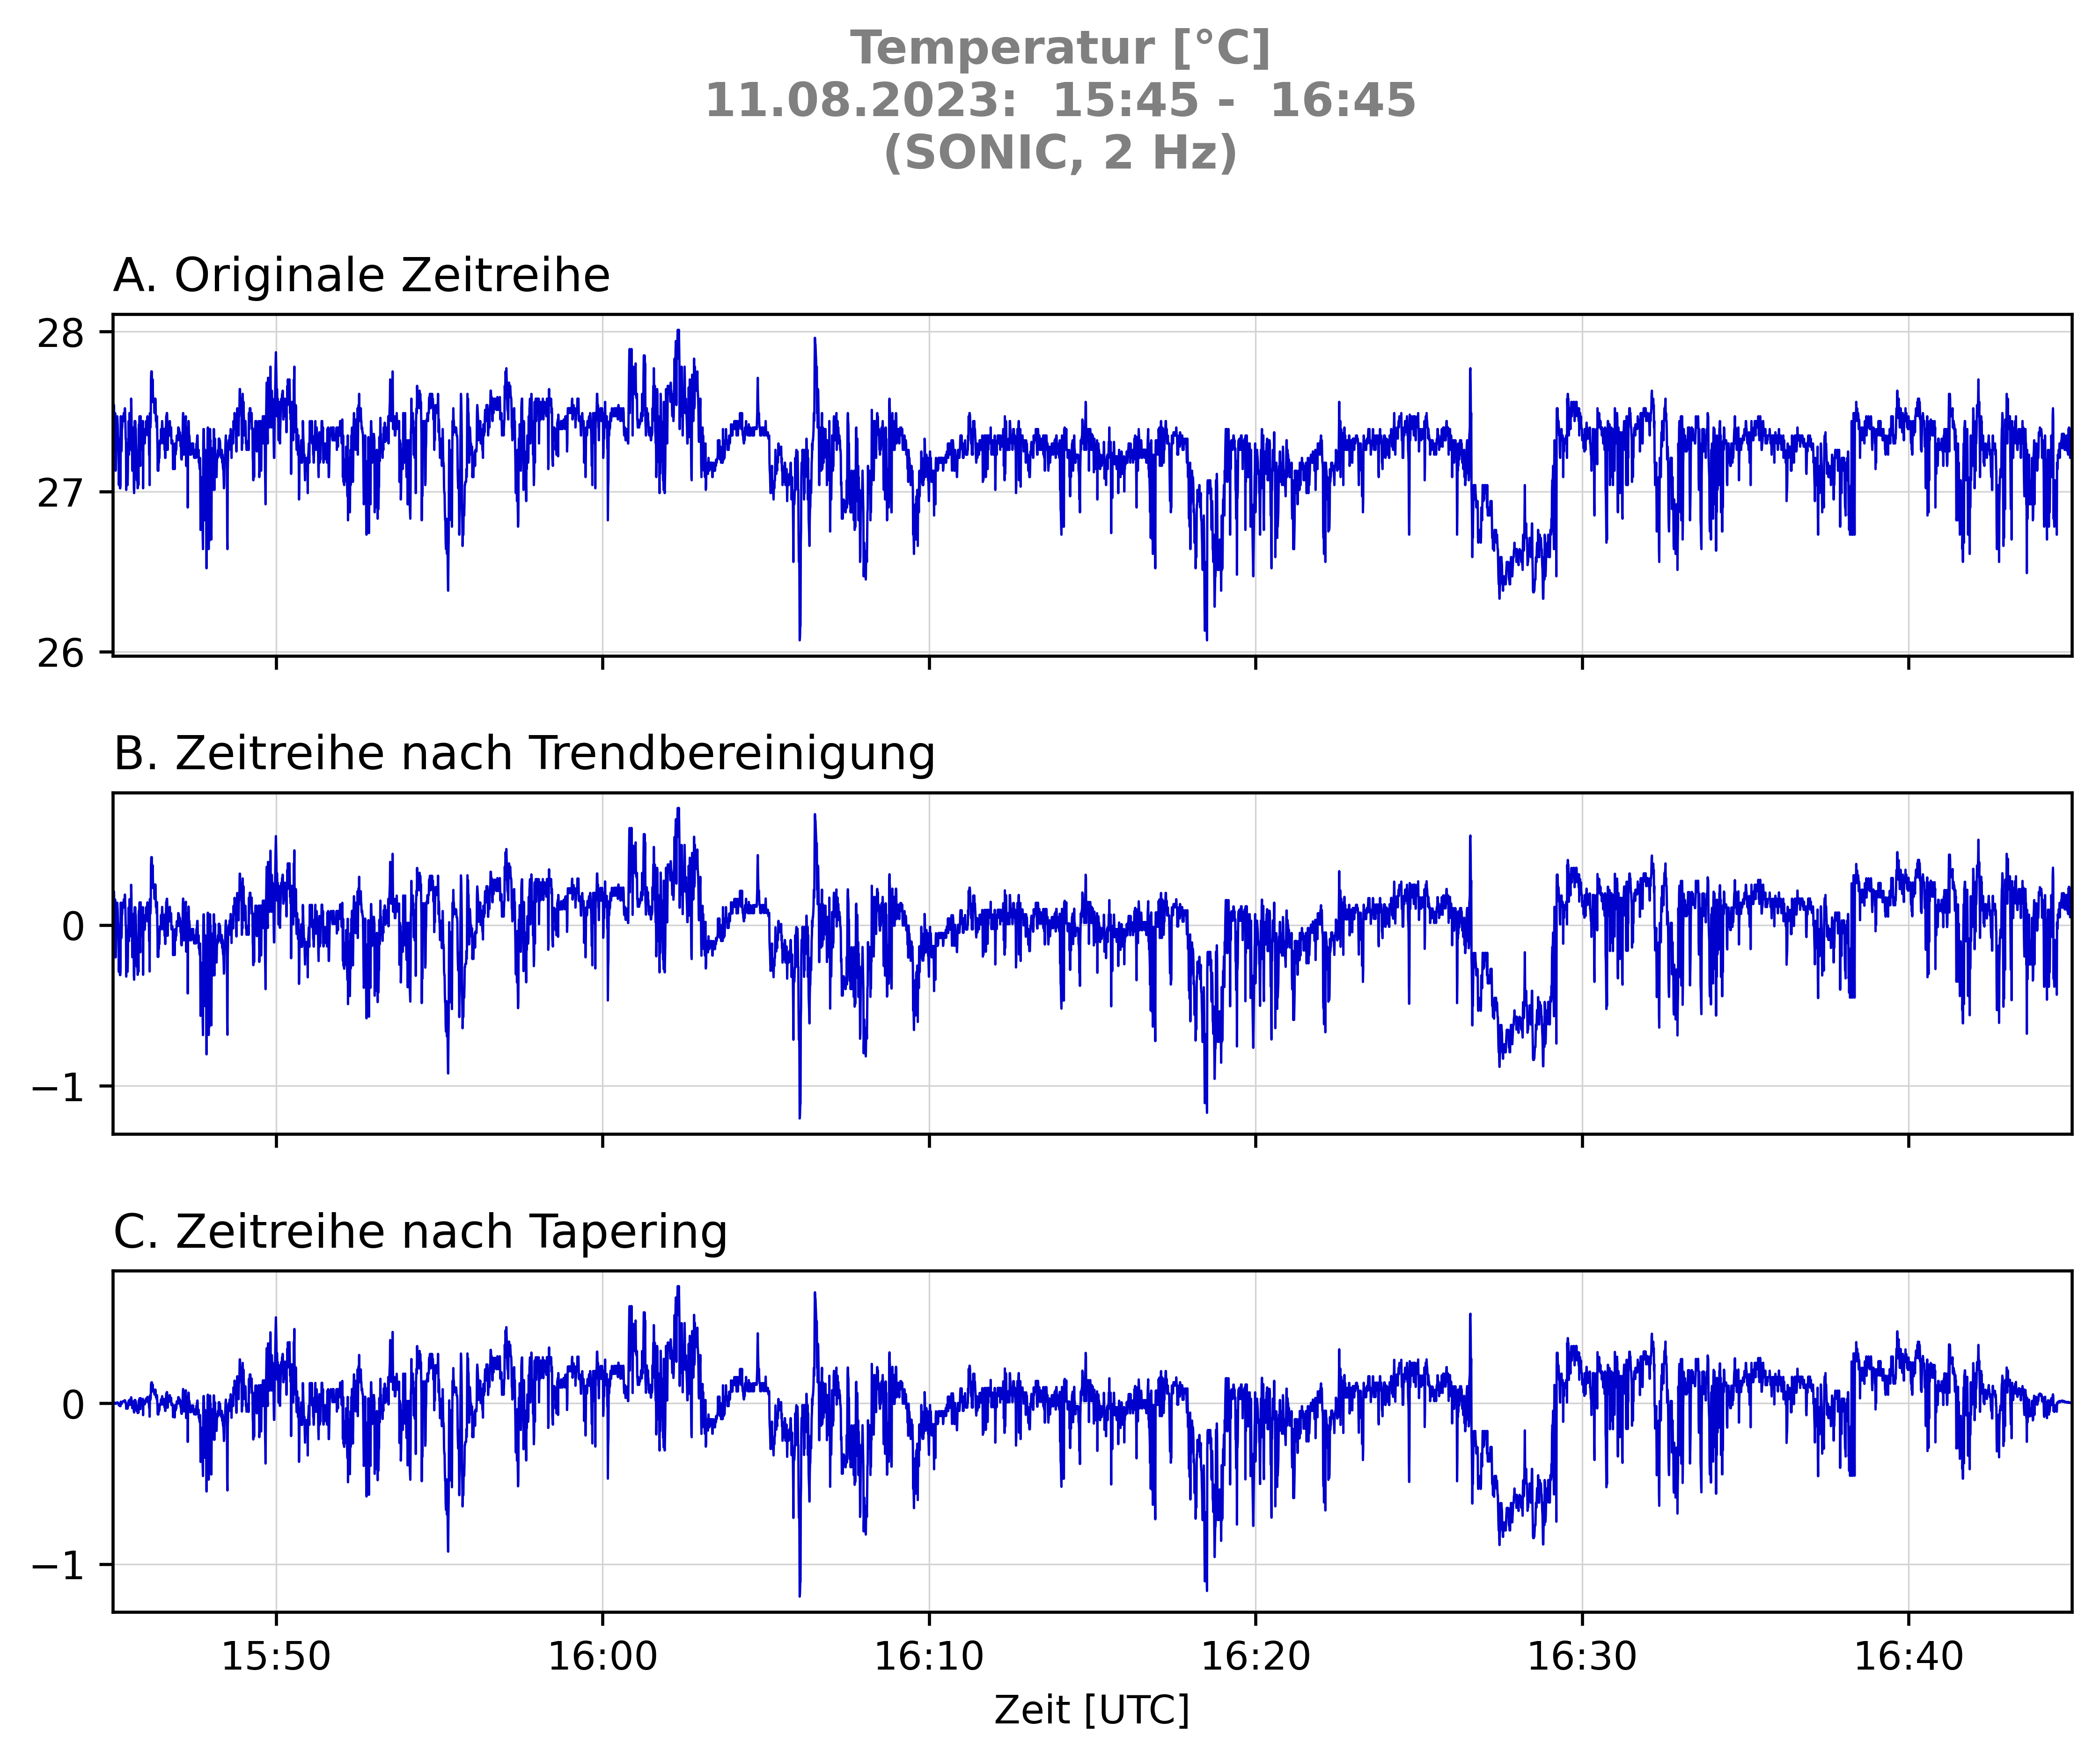 Temperatur [°C]
11.08.2023:  15:45 -  16:45
(SONIC, 2 Hz)
A. Originale Zeitreihe
28
27
26
B. Zeitreihe nach Trendbereinigung
0
−1
C. Zeitreihe nach Tapering
0
−1
15:50 16:00 16:10 16:20 16:30 16:40
Zeit [UTC]